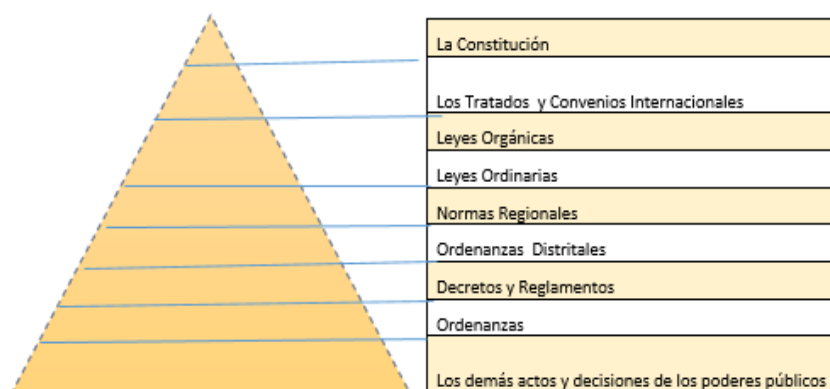 La Constitución
Los Tratados y Convenios Internacionales
Leyes Orgánicas
Leyes Ordinarias
Normas Regionales
Ordenanzas Distritales
Decretos y Reglamentos
Ordenanzas
Los demás actos y decisiones de los poderes públicos